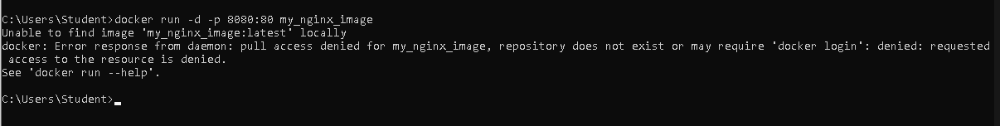 C:\Users\Student>docker run -d -p 8080:80 my_nginx_image
Unable to find image 'my_nginx_image:latest' locally
docker: Error response from daemon: pull access denied for my_nginx_image, repository does not exist or may require 'docker login': denied: requested
access to the resource is denied.
See 'docker run --help'.
C:\Users\Student>